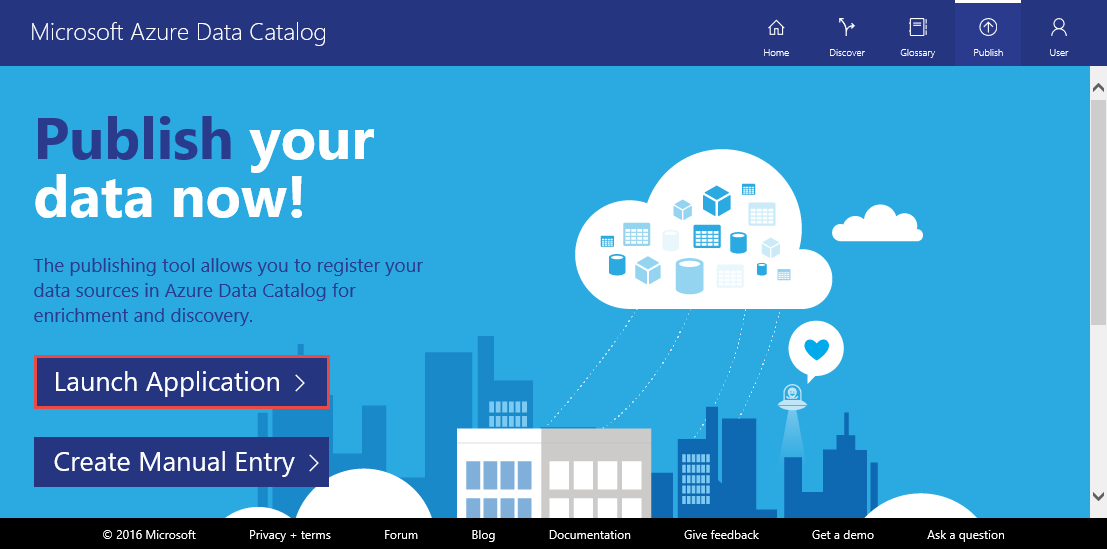 Microsoft Azure Data Catalog
Home
Discover
Glossary
Publish
User
Publish your
data now!
The publishing tool allows you to register your
data sources in Azure Data Catalog for
enrichment and discovery.
Launch Application
Create Manual Entry
© 2016 Microsoft
Privacy + terms
Forum
Blog
Documentation
Give feedback
Get a demo
Ask a question